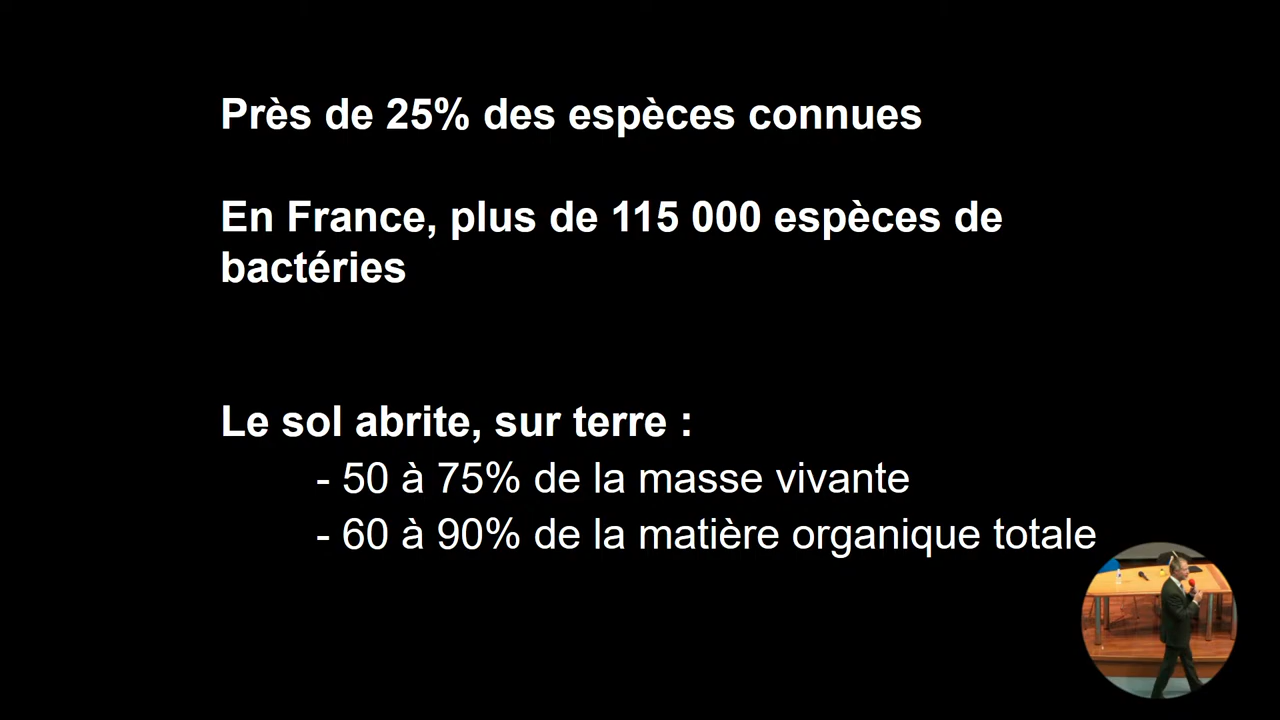 Près de 25% des espèces connues
En France, plus de 115 000 espèces de
bactéries
Le sol abrite, sur terre :
- 50 à 75% de la masse vivante
- 60 à 90% de la matière organique totale